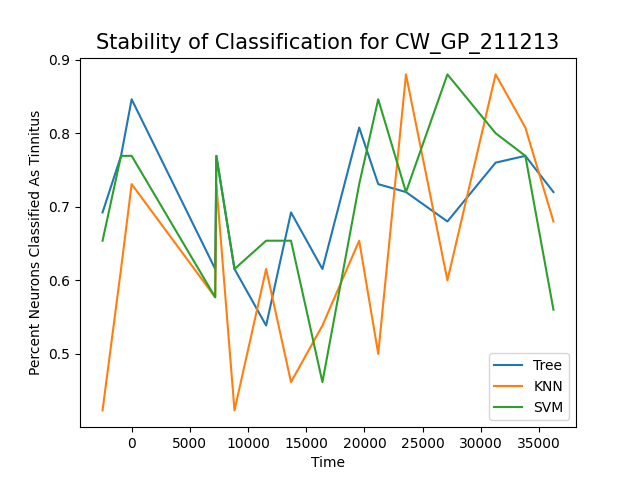 Stability of Classification for CW_GP_211213
Percent Neurons Classified As Tinnitus
0.9
0.8
0.7
0.6
0.5
0 5000 10000 15000 20000 25000 30000 35000
Time
Tree
KNN
SVM